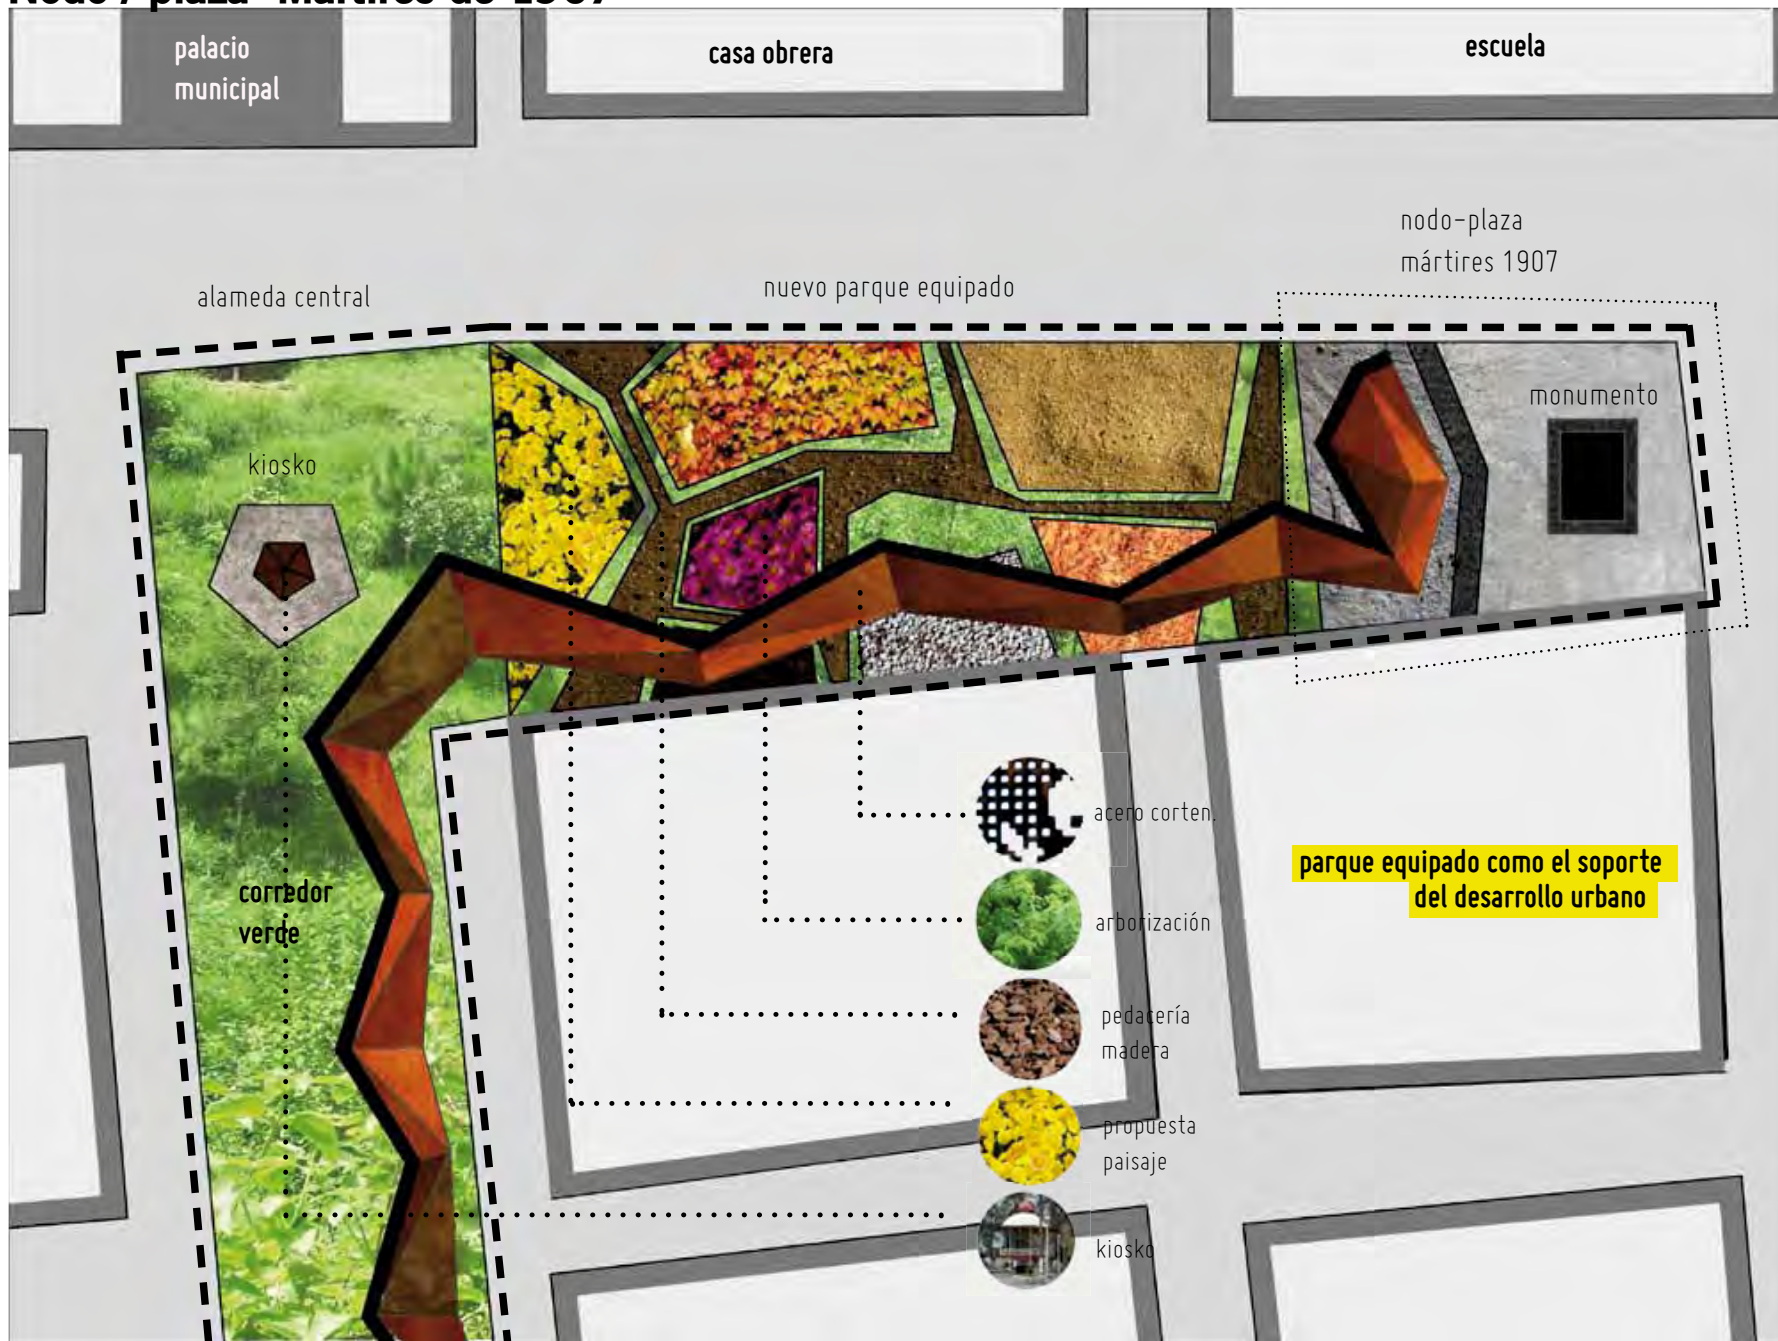 palacio
municipal
casa obrera
escuela
nodo-plaza
mártires 1907
alameda central
nuevo parque equipado
monumento
kiosko
corredor
verde
acero corten.
arborización
pedacería
madera
propuesta
paisaje
kiosko
parque equipado como el soporte
del desarrollo urbano